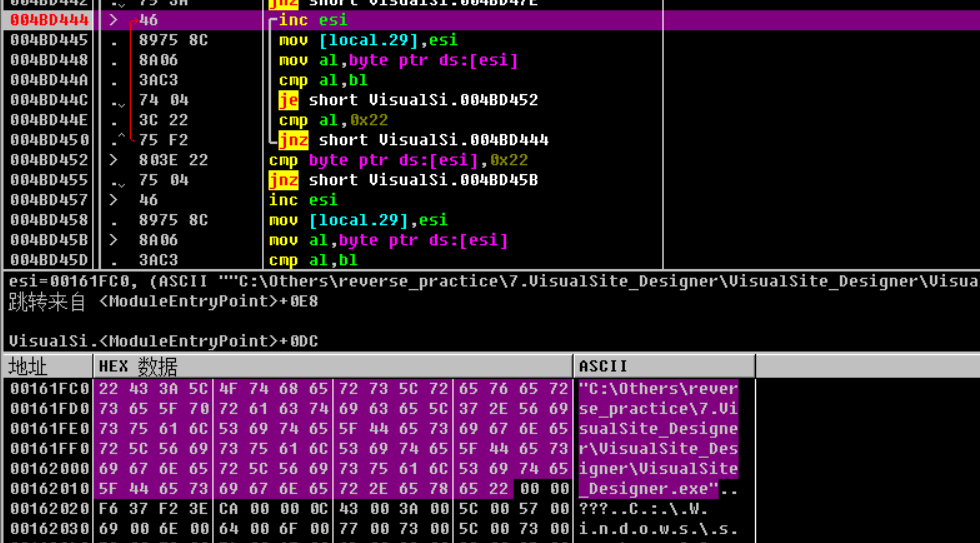 004BD442 . 75 3A jnz short VisualSi.004BD47E
004BD444 > 46 inc esi
004BD445 . 8975 8C mov [local.29],esi
004BD448 . 8A06 mov al,byte ptr ds:[esi]
004BD44A . 3AC3 cmp al,bl
004BD44C . 74 04 je short VisualSi.004BD452
004BD44E . 3C 22 cmp al,0x22
004BD450 .^ 75 F2 jnz short VisualSi.004BD444
004BD452 > 803E 22 cmp byte ptr ds:[esi],0x22
004BD455 . 75 04 jnz short VisualSi.004BD45B
004BD457 > 46 inc esi
004BD458 . 8975 8C mov [local.29],esi
004BD45B > 8A06 mov al,byte ptr ds:[esi]
004BD45D . 3AC3 cmp al,bl
esi=00161FC0, (ASCII ""C:\Others\reverse_practice\7.VisualSite_Designer\VisualSite_Designer\Visua
跳转来自 <ModuleEntryPoint>+0E8
VisualSi.<ModuleEntryPoint>+0DC
地址 HEX 数据 ASCII
00161FC0 22 43 3A 5C 4F 74 68 65 72 73 5C 72 65 76 65 72 "C:\Others\rever
00161FD0 73 65 5F 70 72 61 63 74 69 63 65 5C 37 2E 56 69 se_practice\7.Vi
00161FE0 73 75 61 6C 53 69 74 65 5F 44 65 73 69 67 6E 65 sualSite_Designe
00161FF0 72 5C 56 69 73 75 61 6C 53 69 74 65 5F 44 65 73 r\VisualSite_Des
00162000 69 67 6E 65 72 5C 56 69 73 75 61 6C 53 69 74 65 igner\VisualSite
00162010 5F 44 65 73 69 67 6E 65 72 2E 65 78 65 22 00 00 _Designer.exe"..
00162020 F6 37 F2 3E CA 00 00 0C 43 00 3A 00 5C 00 57 00 ???..C.:.\.W.
00162030 69 00 6E 00 64 00 6F 00 77 00 73 00 5C 00 73 00 i.n.d.o.w.s.\.s.